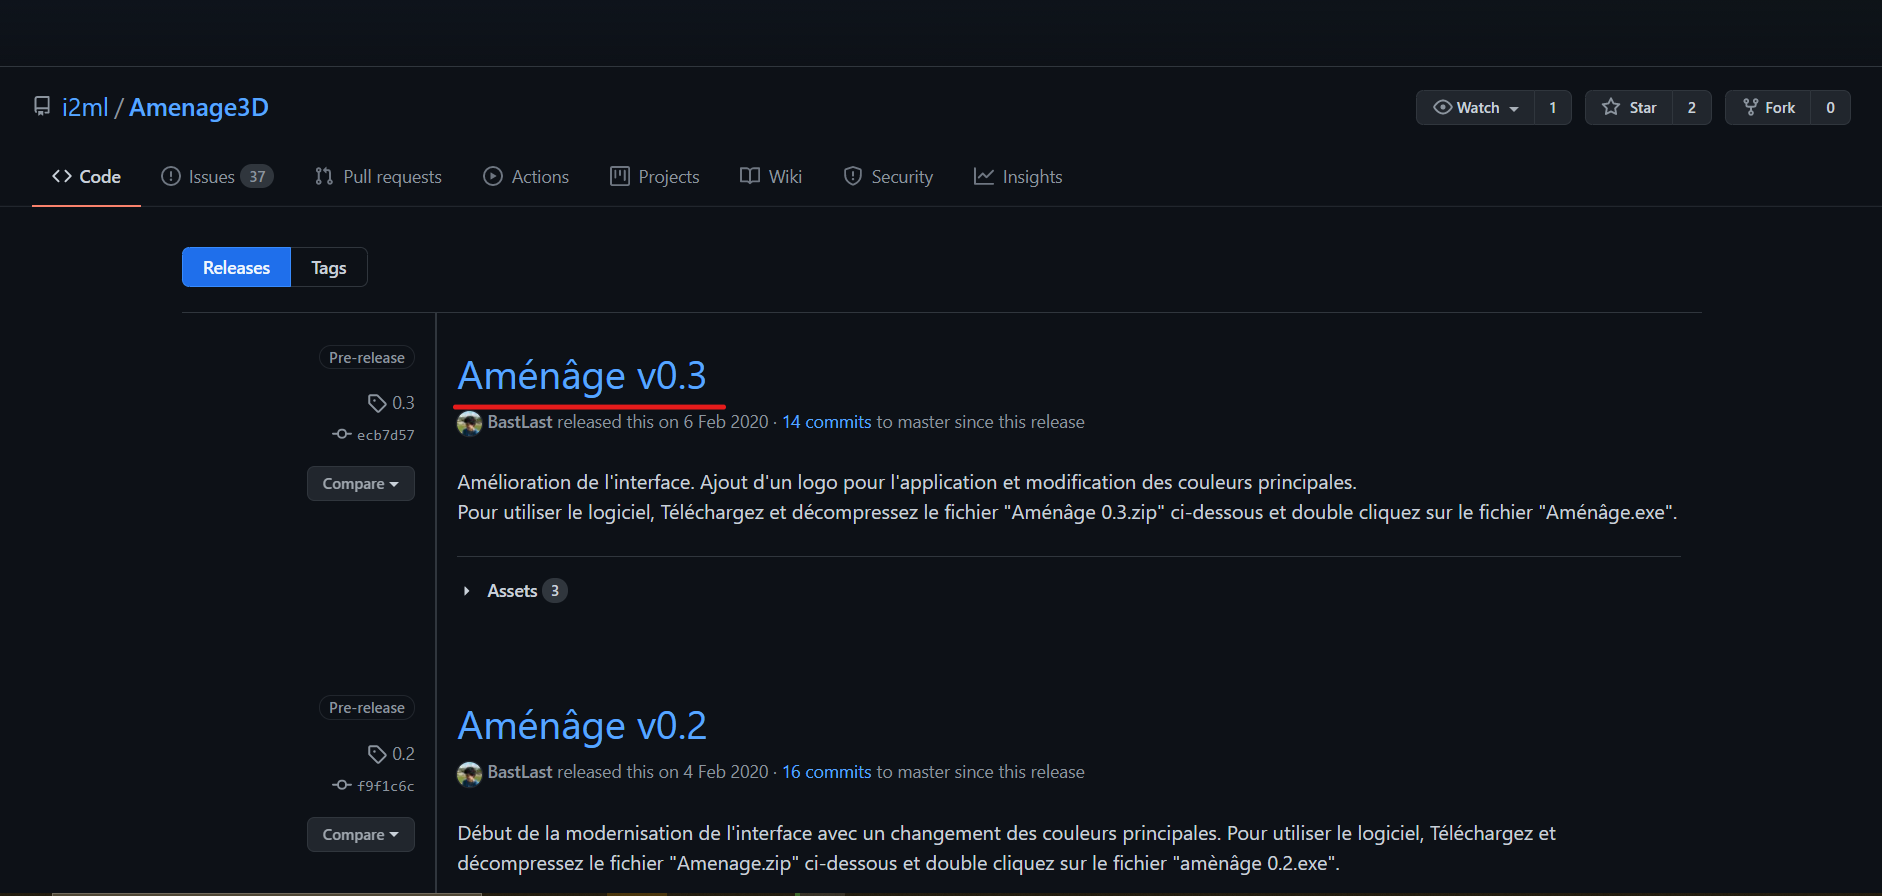 i2ml / Amenage3D
Watch 1 Star 2 Fork 0
Code Issues 37 Pull requests Actions Projects Wiki Security Insights
Releases Tags
Pre-release
0.3
ecb7d57
Compare
Aménâge v0.3
BastLast released this on 6 Feb 2020 · 14 commits to master since this release
Amélioration de l'interface. Ajout d'un logo pour l'application et modification des couleurs principales.
Pour utiliser le logiciel, Téléchargez et décompressez le fichier "Aménâge 0.3.zip" ci-dessous et double cliquez sur le fichier "Aménâge.exe".
Assets 3
Pre-release
0.2
f9f1c6c
Compare
Aménâge v0.2
BastLast released this on 4 Feb 2020 · 16 commits to master since this release
Début de la modernisation de l'interface avec un changement des couleurs principales. Pour utiliser le logiciel, Téléchargez et
décompressez le fichier "Amenage.zip" ci-dessous et double cliquez sur le fichier "amènâge 0.2.exe".